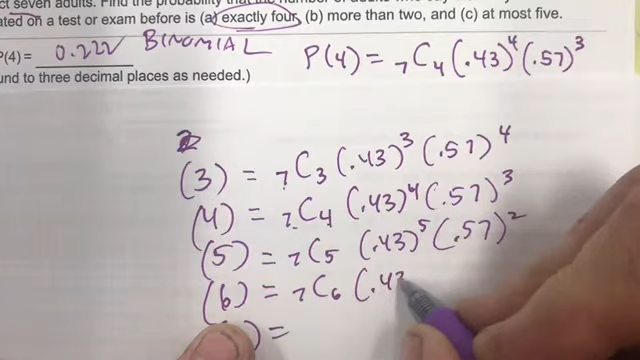 ct seven adults. Find the probability that the number of adults who say
ated on a test or exam before is (a) exactly four, (b) more than two, and (c) at most five.
P(4) = 0.222 BINOMIAL
und to three decimal places as needed.)
P(4) = 7C4 (.43)^4 (.57)^3
(3) = 7C3 (.43)^3 (.57)^4
(4) = 7C4 (.43)^4 (.57)^3
(5) = 7C5 (.43)^5 (.57)^2
(6) = 7C6 (.43
) =